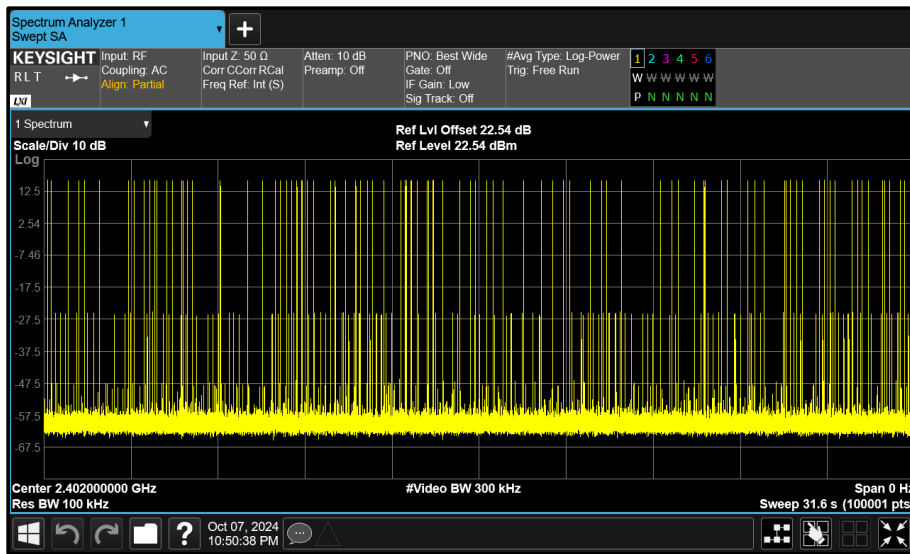 Spectrum Analyzer 1
Swept SA
KEYSIGHT
R L T
LXI
Input: RF
Coupling: AC
Align: Partial
Input Z: 50 Ω
Corr CCorr RCal
Freq Ref: Int (S)
Atten: 10 dB
Preamp: Off
PNO: Best Wide
Gate: Off
IF Gain: Low
Sig Track: Off
#Avg Type: Log-Power
Trig: Free Run
1 2 3 4 5 6
W W W W W W
P N N N N N
1 Spectrum
Scale/Div 10 dB
Log
Ref Lvl Offset 22.54 dB
Ref Level 22.54 dBm
12.5
2.54
-7.46
-17.5
-27.5
-37.5
-47.5
-57.5
-67.5
Center 2.402000000 GHz
Res BW 100 kHz
#Video BW 300 kHz
Span 0 Hz
Sweep 31.6 s (100001 pts
?
Oct 07, 2024
10:50:38 PM